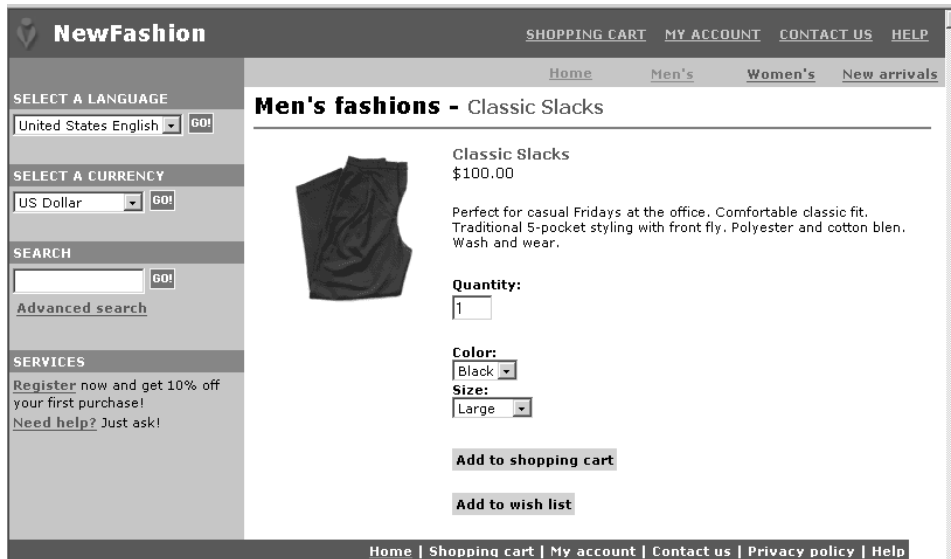 NewFashion
SHOPPING CART MY ACCOUNT CONTACT US HELP
Home Men's Women's New arrivals
SELECT A LANGUAGE
United States English GO!
SELECT A CURRENCY
US Dollar GO!
SEARCH
GO!
Advanced search
SERVICES
Register now and get 10% off
your first purchase!
Need help? Just ask!
Men's fashions - Classic Slacks
Classic Slacks
$100.00
Perfect for casual Fridays at the office. Comfortable classic fit.
Traditional 5-pocket styling with front fly. Polyester and cotton blen.
Wash and wear.
Quantity:
1
Color:
Black
Size:
Large
Add to shopping cart
Add to wish list
Home | Shopping cart | My account | Contact us | Privacy policy | Help